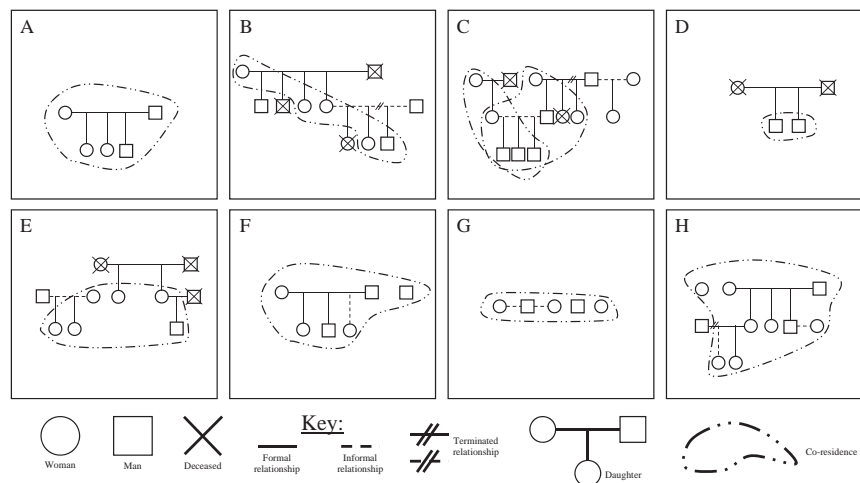 A
B
C
D
E
F
G
H
Key:
Woman
Man
Deceased
Formal
relationship
Informal
relationship
Terminated
relationship
Daughter
Co-residence